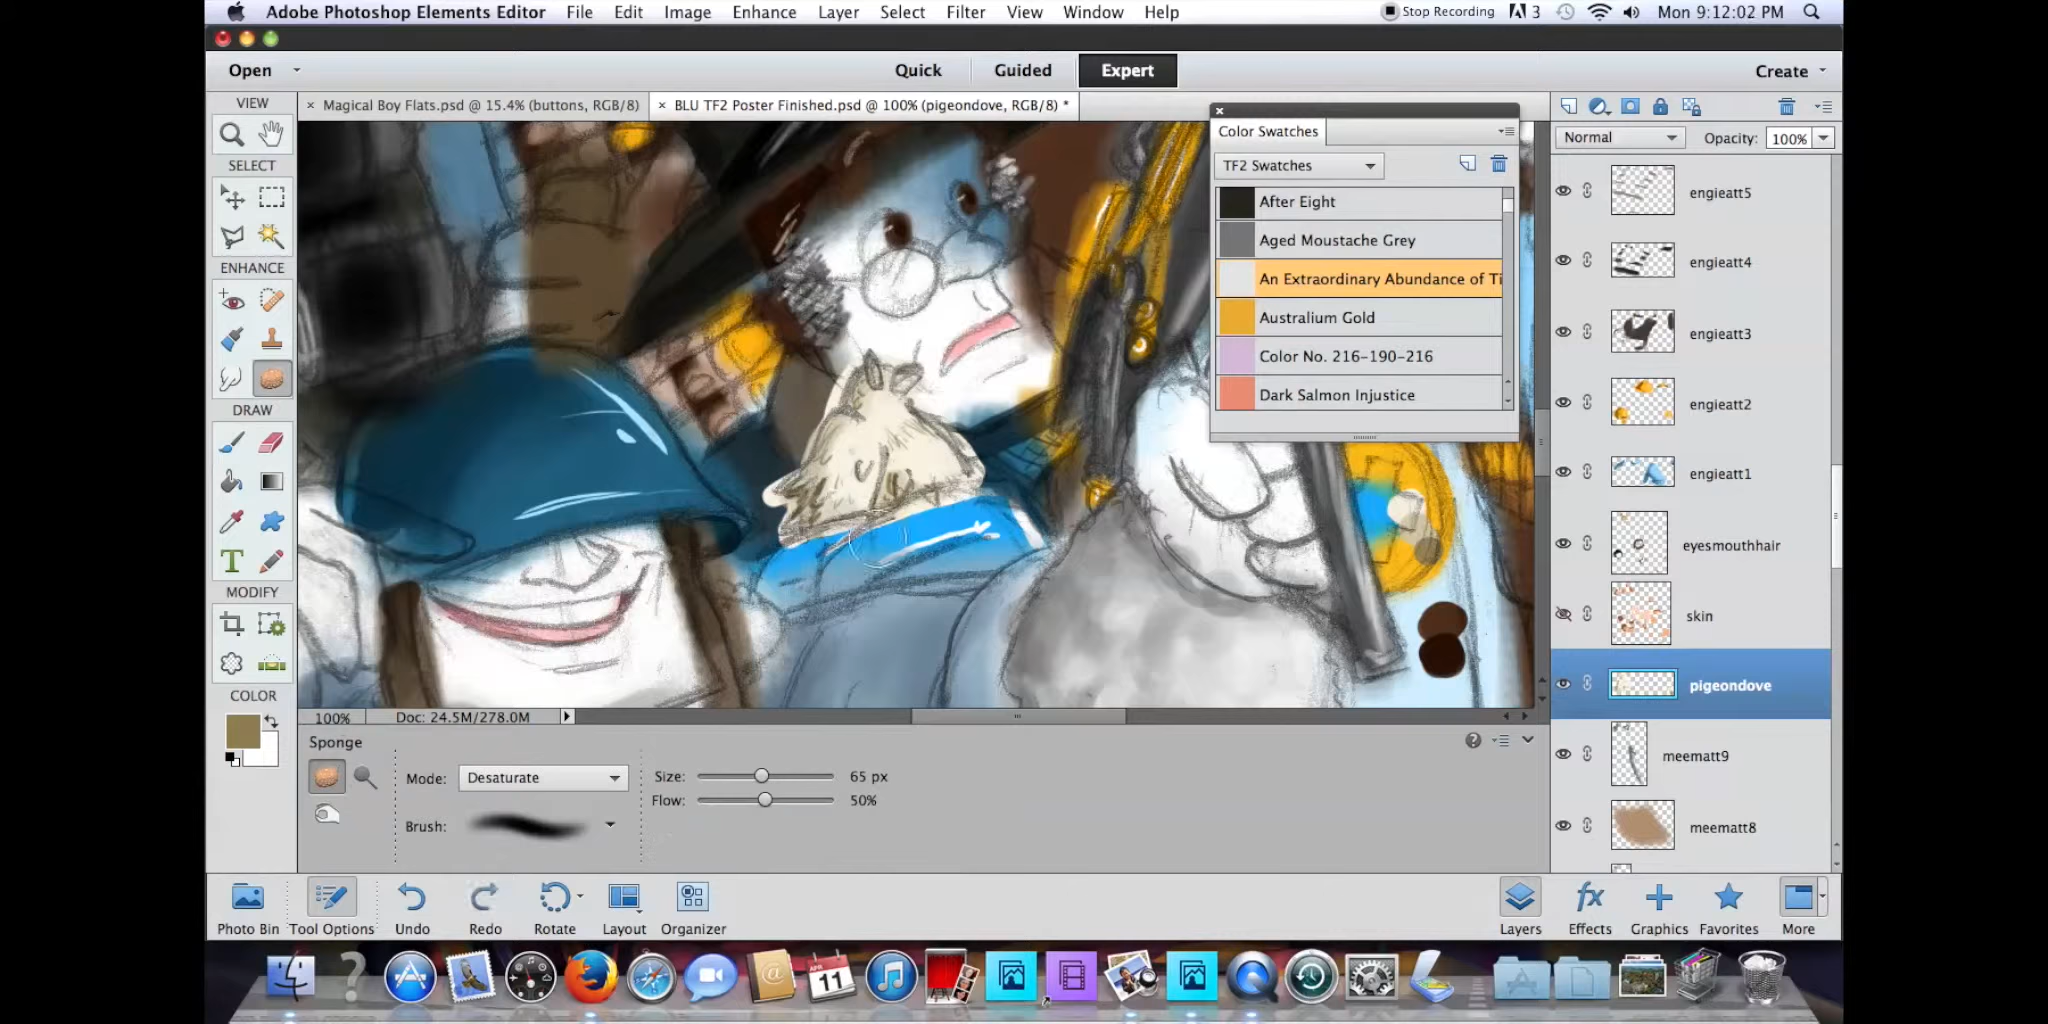 Adobe Photoshop Elements Editor File Edit Image Enhance Layer Select Filter View Window Help Stop Recording 3 Mon 9:12:02 PM
Open Quick Guided Expert Create
VIEW
Magical Boy Flats.psd @ 15.4% (buttons, RGB/8) BLU TF2 Poster Finished.psd @ 100% (pigeondove, RGB/8) *
Color Swatches
Normal Opacity: 100%
SELECT
TF2 Swatches
After Eight
Aged Moustache Grey
An Extraordinary Abundance of Ti
Australium Gold
Color No. 216-190-216
Dark Salmon Injustice
engieatt5
engieatt4
engieatt3
engieatt2
engieatt1
eyesmouthhair
skin
pigeondove
meematt9
meematt8
ENHANCE
DRAW
T
MODIFY
COLOR
100% Doc: 24.5M/278.0M
Sponge
Mode: Desaturate Size: 65 px
Flow: 50%
Brush:
fx
Photo Bin Tool Options Undo Redo Rotate Layout Organizer Layers Effects Graphics Favorites More
APR
11